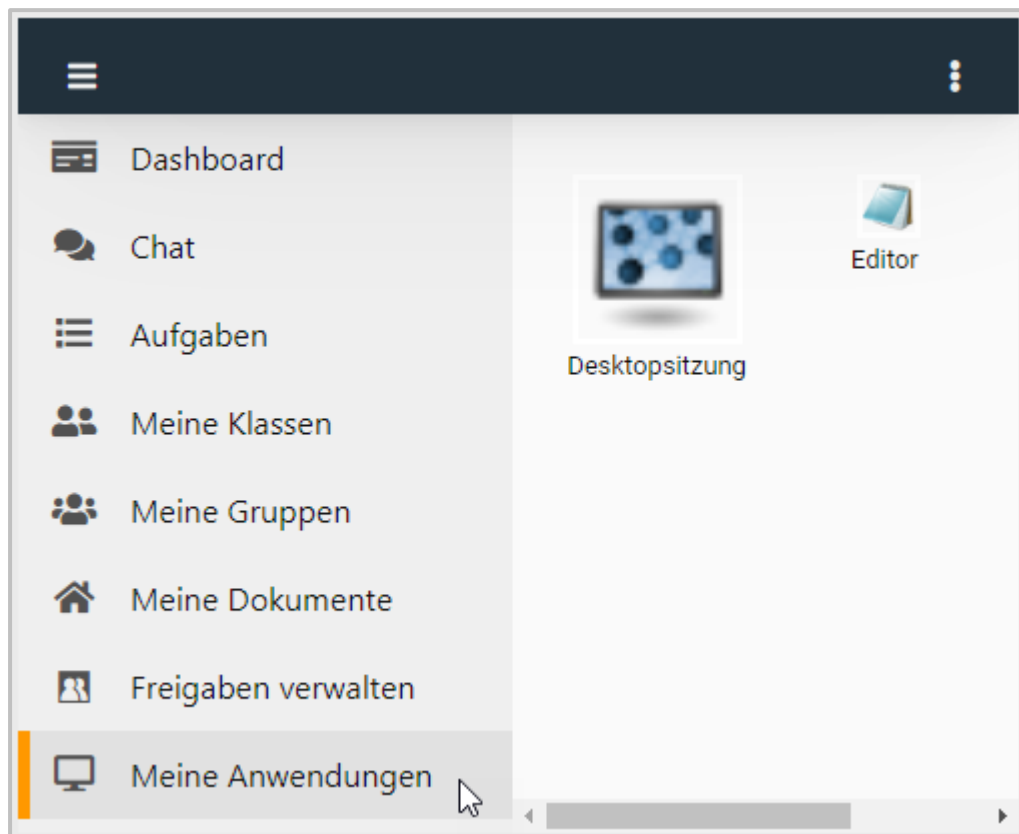 Dashboard
Chat
Aufgaben
Meine Klassen
Meine Gruppen
Meine Dokumente
Freigaben verwalten
Meine Anwendungen
Desktopsitzung
Editor